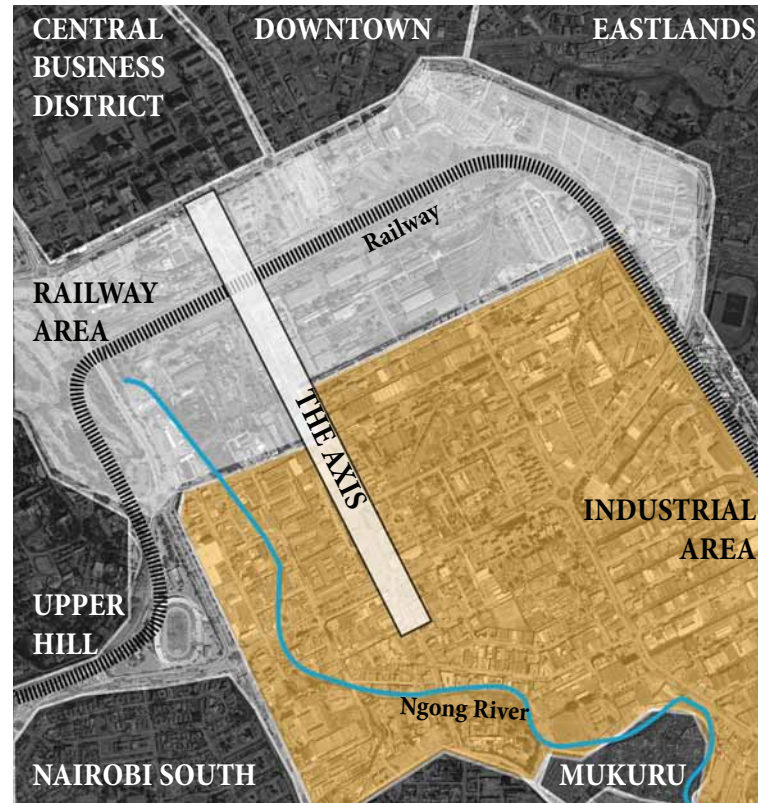 CENTRAL
BUSINESS
DISTRICT
DOWNTOWN
EASTLANDS
Railway
RAILWAY
AREA
THE AXIS
INDUSTRIAL
AREA
UPPER
HILL
Ngong River
NAIROBI SOUTH
MUKURU